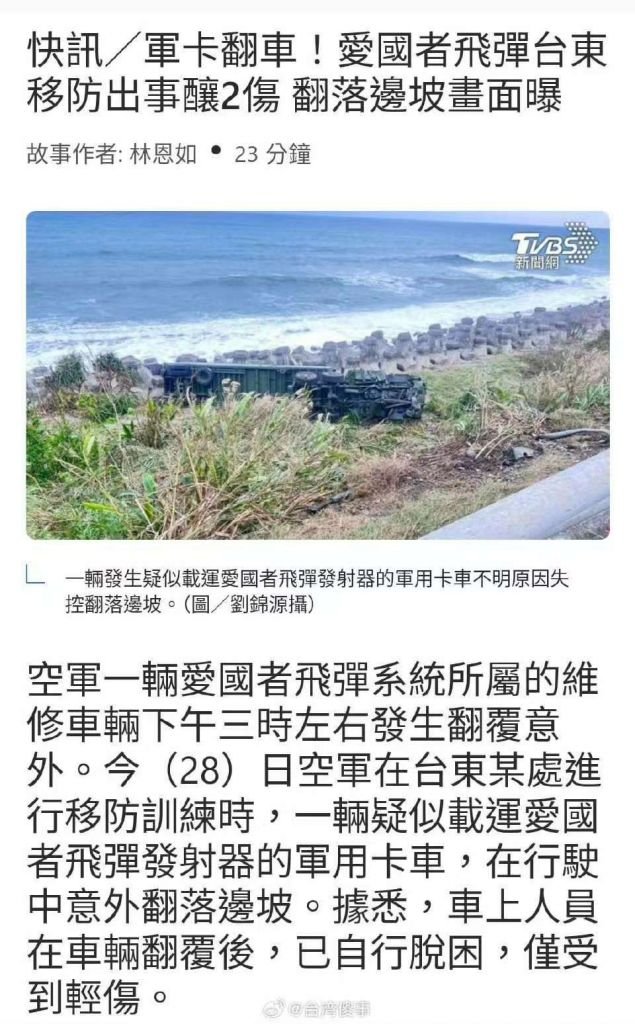 快訊／軍卡翻車！愛國者飛彈台東
移防出事釀2傷 翻落邊坡畫面曝
故事作者: 林恩如 • 23 分鐘
TVBS
新聞網
一輛發生疑似載運愛國者飛彈發射器的軍用卡車不明原因失
控翻落邊坡。（圖／劉錦源攝）
空軍一輛愛國者飛彈系統所屬的維
修車輛下午三時左右發生翻覆意
外。今（28）日空軍在台東某處進
行移防訓練時，一輛疑似載運愛國
者飛彈發射器的軍用卡車，在行駛
中意外翻落邊坡。據悉，車上人員
在車輛翻覆後，已自行脫困，僅受
到輕傷。
@台湾傻事